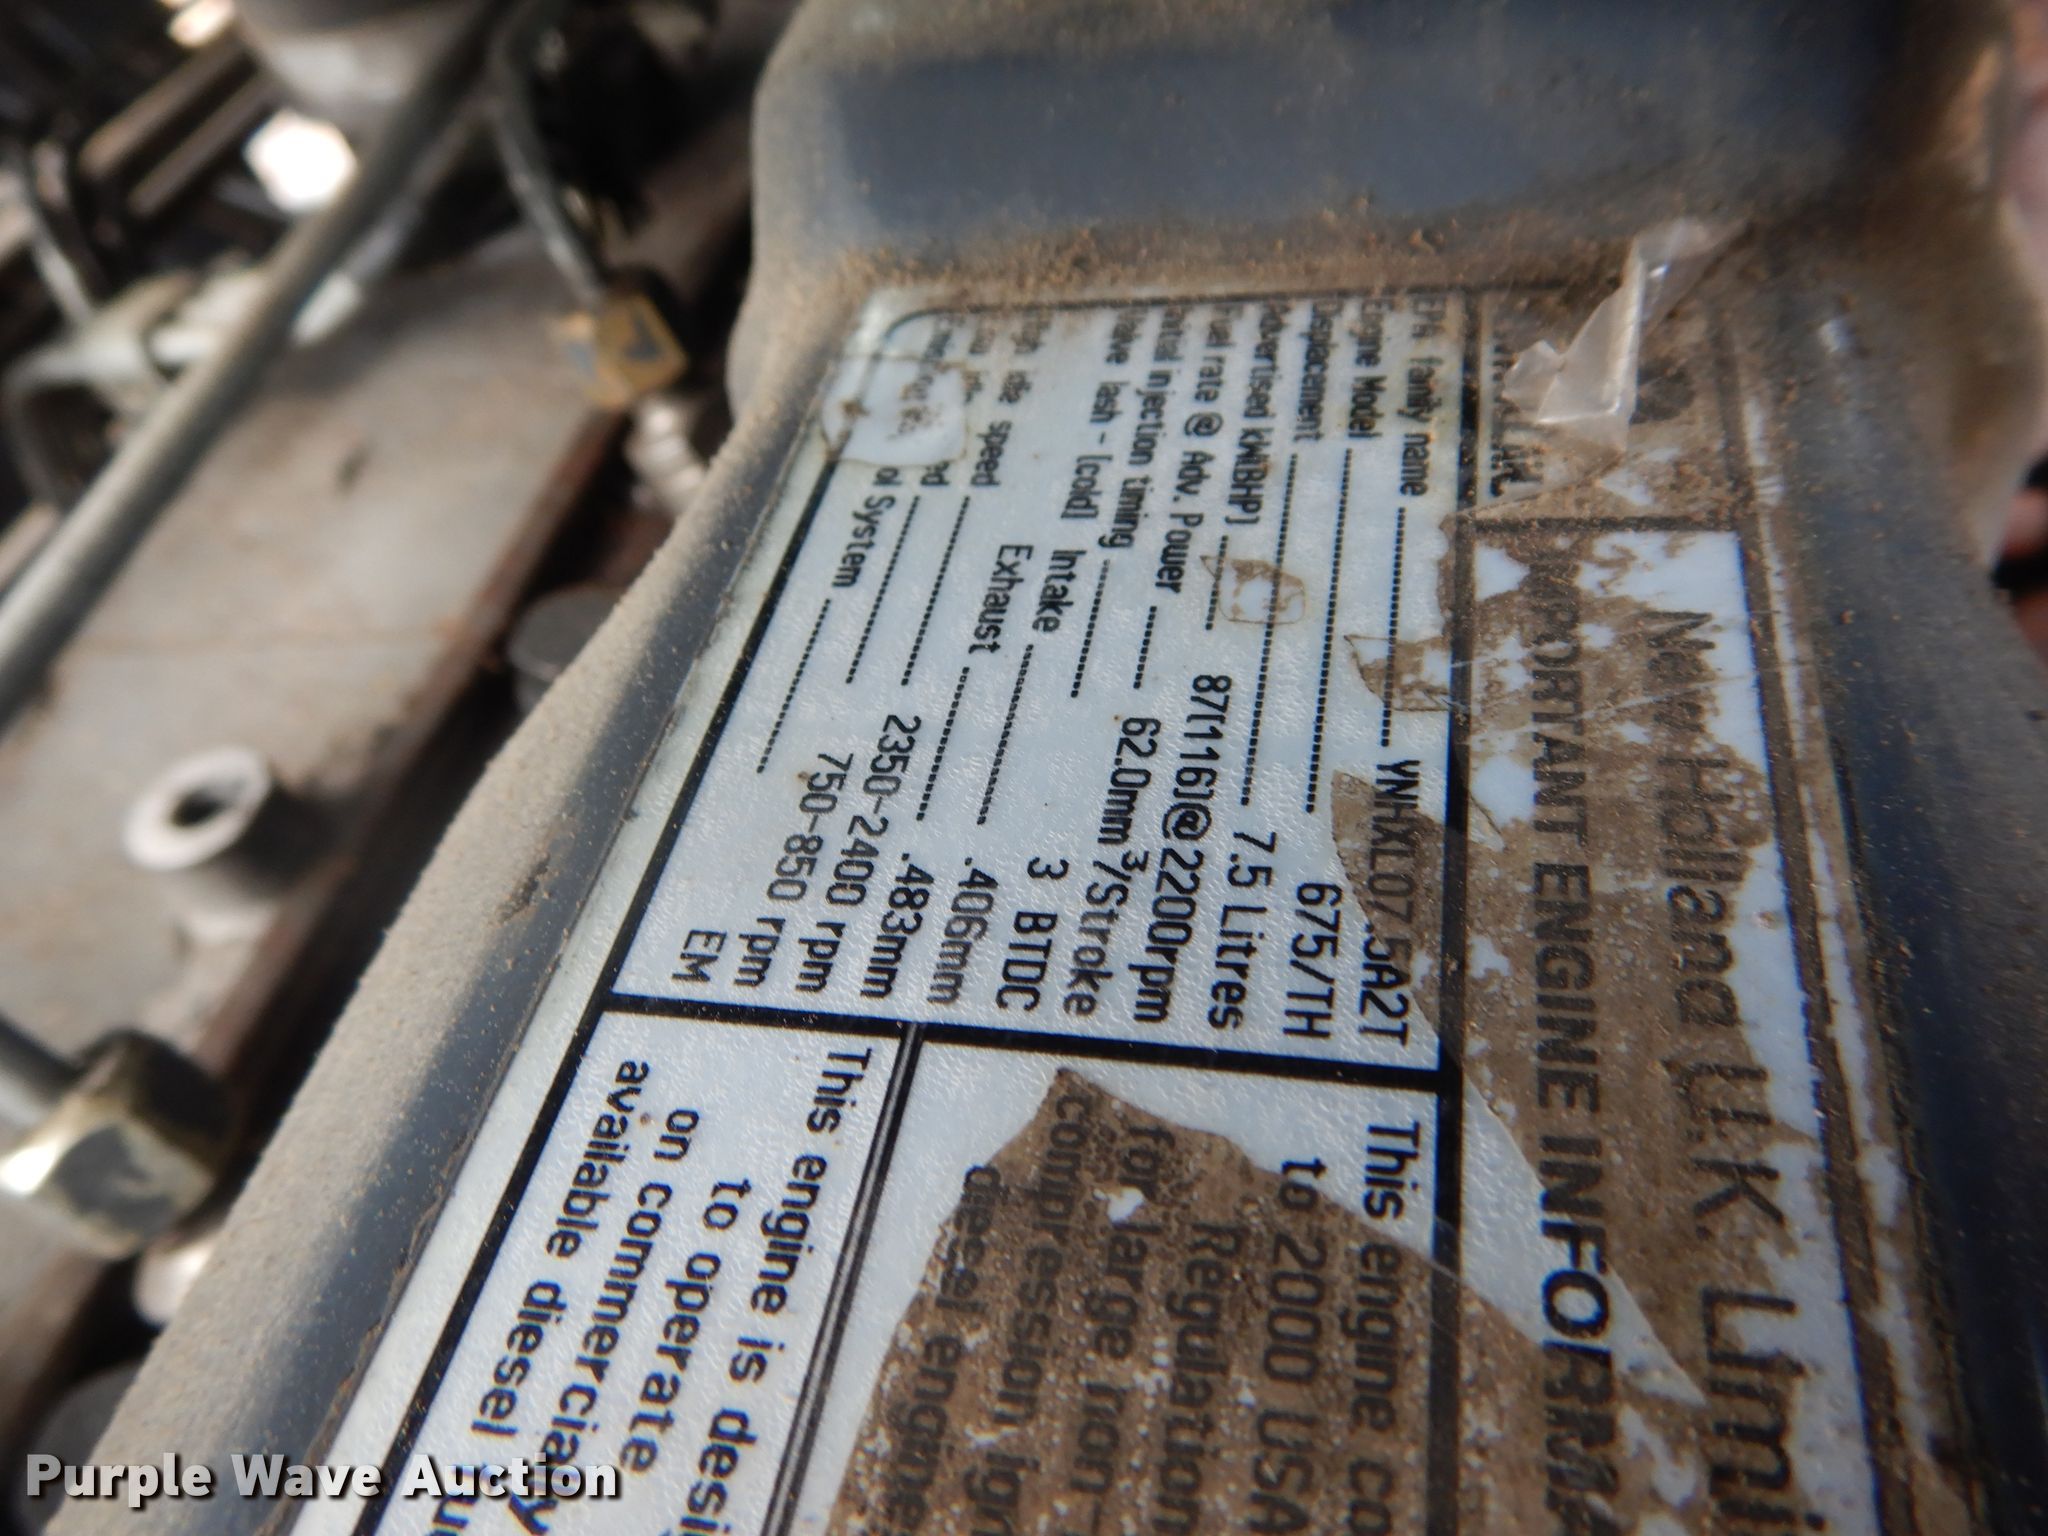 New Holland U.K. Limi
IMPORTANT ENGINE INFORMA
EPA family name YNHXL07.5A2T
Engine Model 675/TH
Displacement 7.5 Litres
Advertised kW(BHP) 87(116)@2200rpm
Fuel rate @ Adv. Power 62.0mm³/Stroke
Initial injection timing 3 BTDC
Valve lash - (cold) Intake .406mm
Exhaust .483mm
idle speed 2350-2400 rpm
750-850 rpm
System EM
This engine co
to 2000 USA
Regulation
for large non-
compression ign
diesel engine
This engine is desi
to operate
on commercially
available diesel
Purple Wave Auction